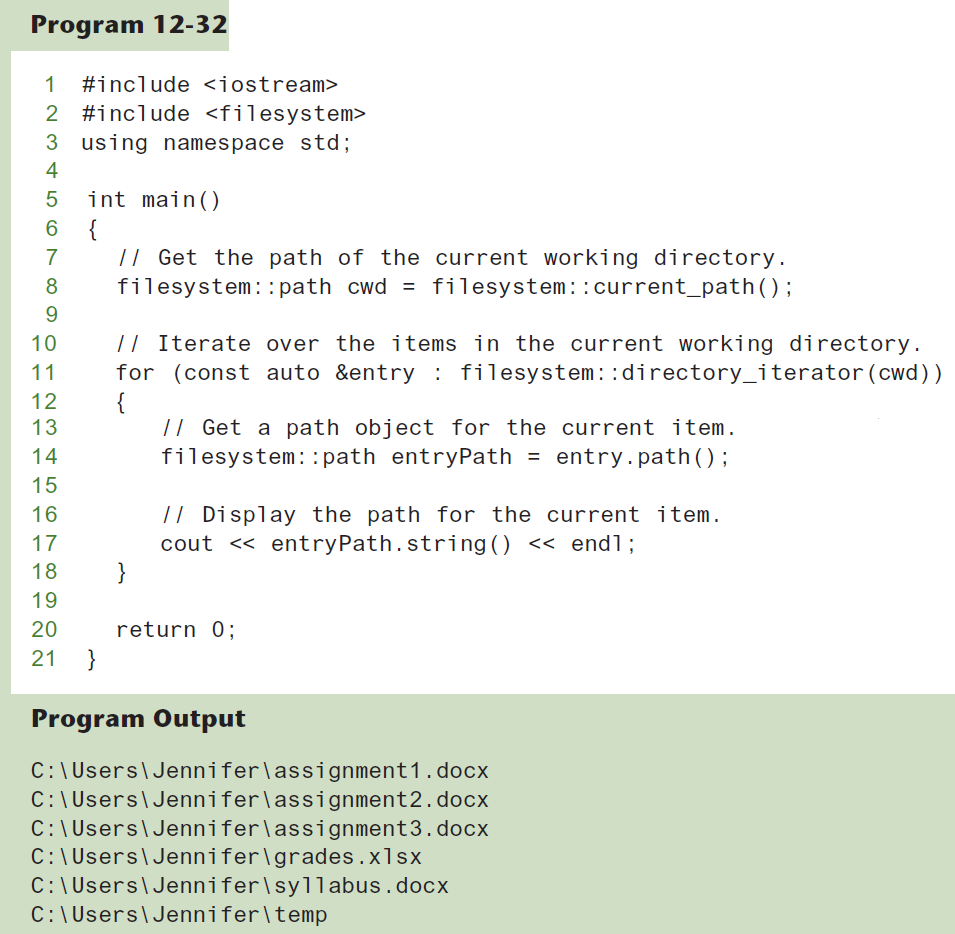 Program 12-32
1 #include <iostream>
2 #include <filesystem>
3 using namespace std;
4
5 int main()
6 {
7 // Get the path of the current working directory.
8 filesystem::path cwd = filesystem::current_path();
9
10 // Iterate over the items in the current working directory.
11 for (const auto &entry : filesystem::directory_iterator(cwd))
12 {
13 // Get a path object for the current item.
14 filesystem::path entryPath = entry.path();
15
16 // Display the path for the current item.
17 cout << entryPath.string() << endl;
18 }
19
20 return 0;
21 }
Program Output
C:\Users\Jennifer\assignment1.docx
C:\Users\Jennifer\assignment2.docx
C:\Users\Jennifer\assignment3.docx
C:\Users\Jennifer\grades.xlsx
C:\Users\Jennifer\syllabus.docx
C:\Users\Jennifer\temp